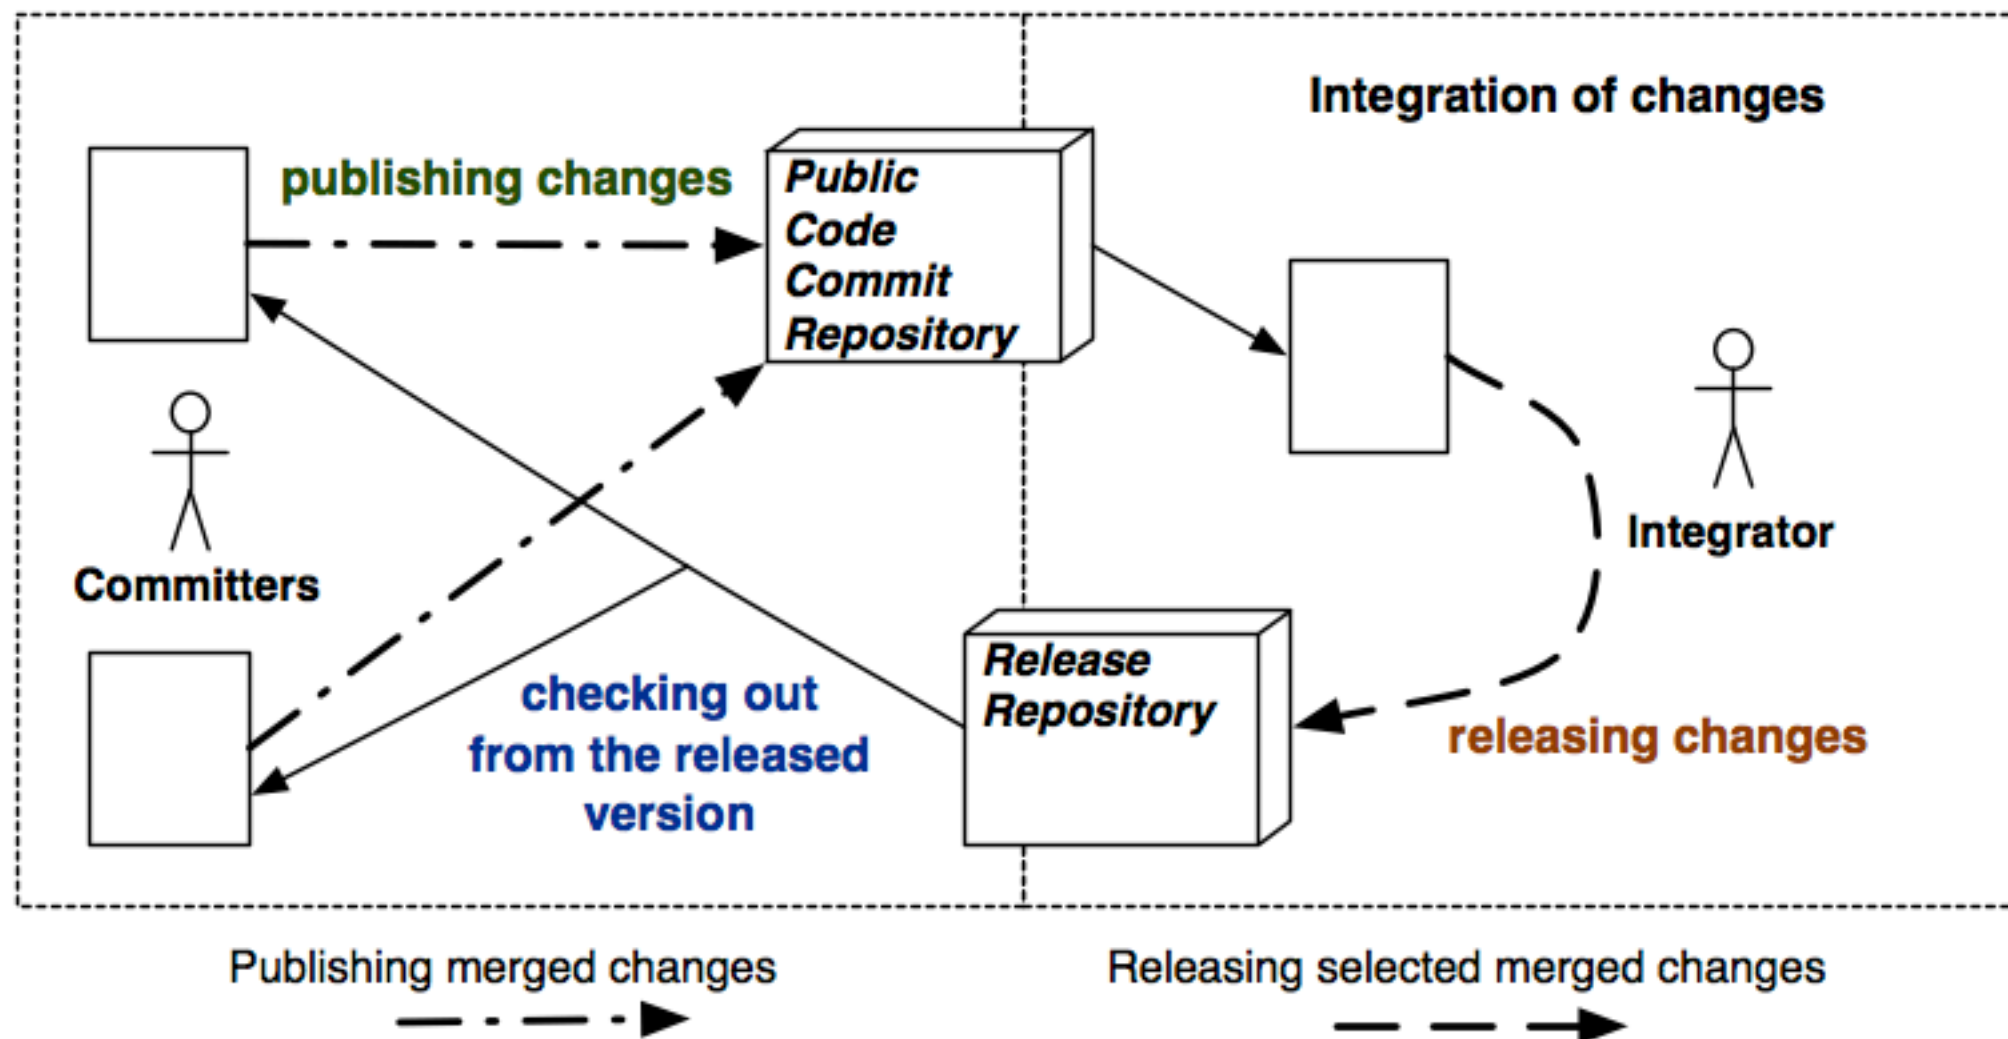 Integration of changes
publishing changes
Public
Code
Commit
Repository
Committers
Integrator
checking out
from the released
version
Release
Repository
releasing changes
Publishing merged changes
Releasing selected merged changes